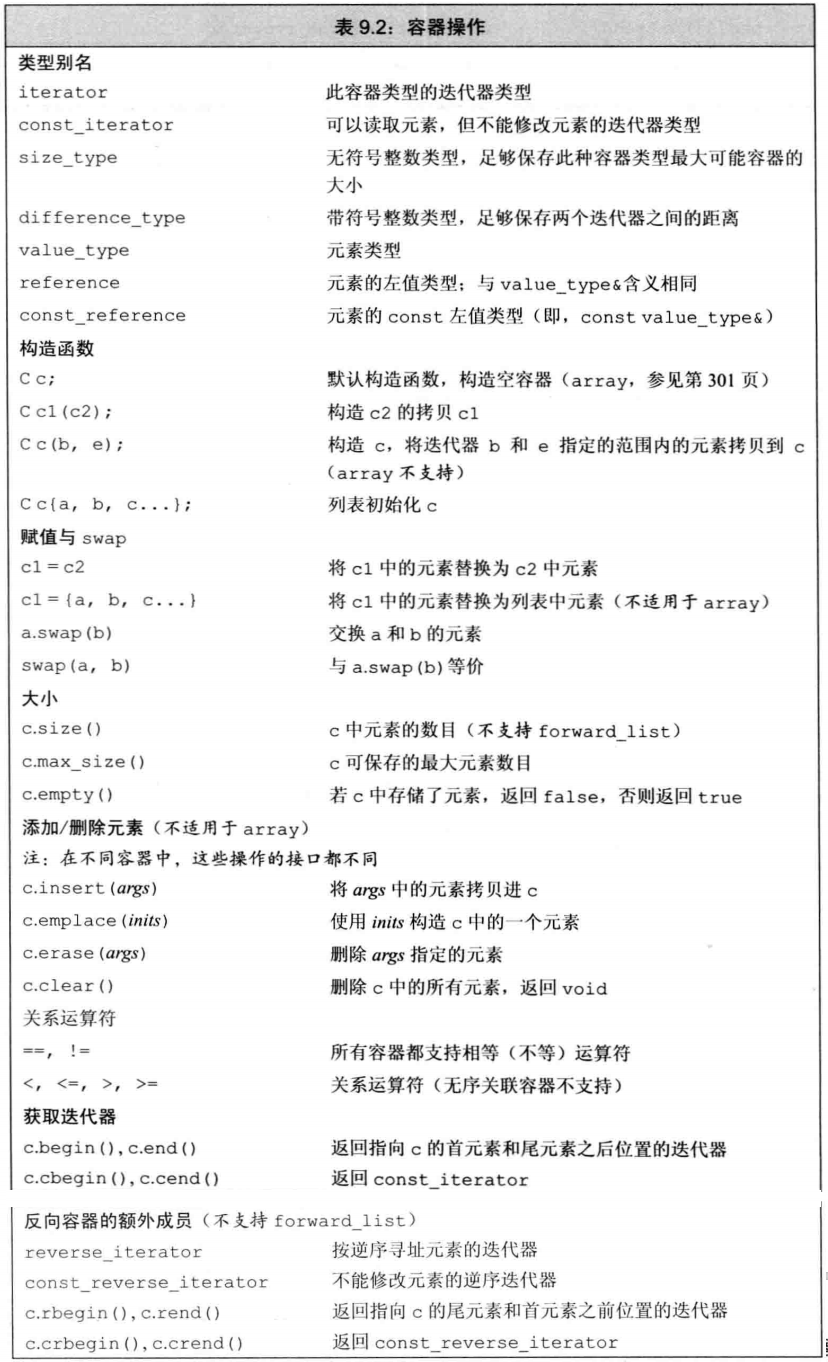 表 9.2：容器操作
类型别名
iterator 此容器类型的迭代器类型
const_iterator 可以读取元素，但不能修改元素的迭代器类型
size_type 无符号整数类型，足够保存此种容器类型最大可能容器的
大小
difference_type 带符号整数类型，足够保存两个迭代器之间的距离
value_type 元素类型
reference 元素的左值类型；与 value_type&含义相同
const_reference 元素的 const 左值类型（即，const value_type&）
构造函数
C c; 默认构造函数，构造空容器（array，参见第 301 页）
C c1(c2); 构造 c2 的拷贝 c1
C c(b, e); 构造 c，将迭代器 b 和 e 指定的范围内的元素拷贝到 c
（array 不支持）
C c{a, b, c...}; 列表初始化 c
赋值与 swap
c1 = c2 将 c1 中的元素替换为 c2 中元素
c1 = {a, b, c...} 将 c1 中的元素替换为列表中元素（不适用于 array）
a.swap(b) 交换 a 和 b 的元素
swap(a, b) 与 a.swap(b)等价
大小
c.size() c 中元素的数目（不支持 forward_list）
c.max_size() c 可保存的最大元素数目
c.empty() 若 c 中存储了元素，返回 false，否则返回 true
添加/删除元素（不适用于 array）
注：在不同容器中，这些操作的接口都不同
c.insert(args) 将 args 中的元素拷贝进 c
c.emplace(inits) 使用 inits 构造 c 中的一个元素
c.erase(args) 删除 args 指定的元素
c.clear() 删除 c 中的所有元素，返回 void
关系运算符
==, != 所有容器都支持相等（不等）运算符
<, <=, >, >= 关系运算符（无序关联容器不支持）
获取迭代器
c.begin(),c.end() 返回指向 c 的首元素和尾元素之后位置的迭代器
c.cbegin(),c.cend() 返回 const_iterator
反向容器的额外成员（不支持 forward_list）
reverse_iterator 按逆序寻址元素的迭代器
const_reverse_iterator 不能修改元素的逆序迭代器
c.rbegin(),c.rend() 返回指向 c 的尾元素和首元素之前位置的迭代器
c.crbegin(),c.crend() 返回 const_reverse_iterator